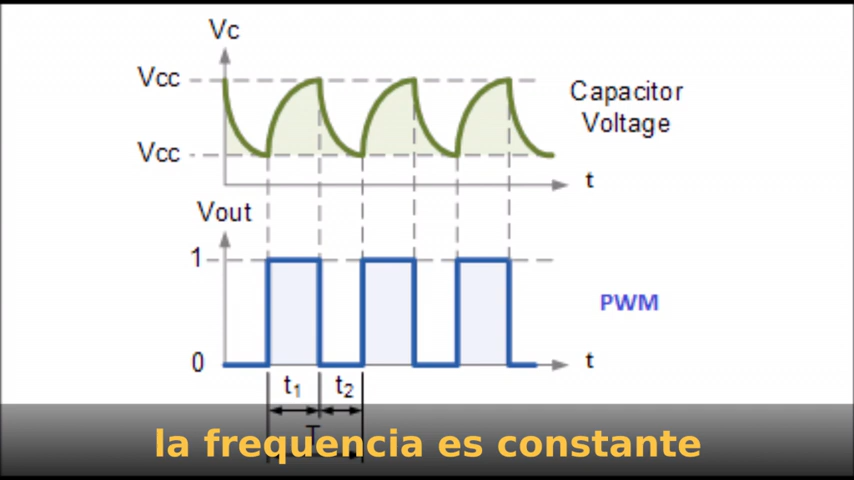 Vc
Vcc
Capacitor
Voltage
Vcc
t
Vout
1
PWM
0
t
t₁ t₂
T
la frequencia es constante